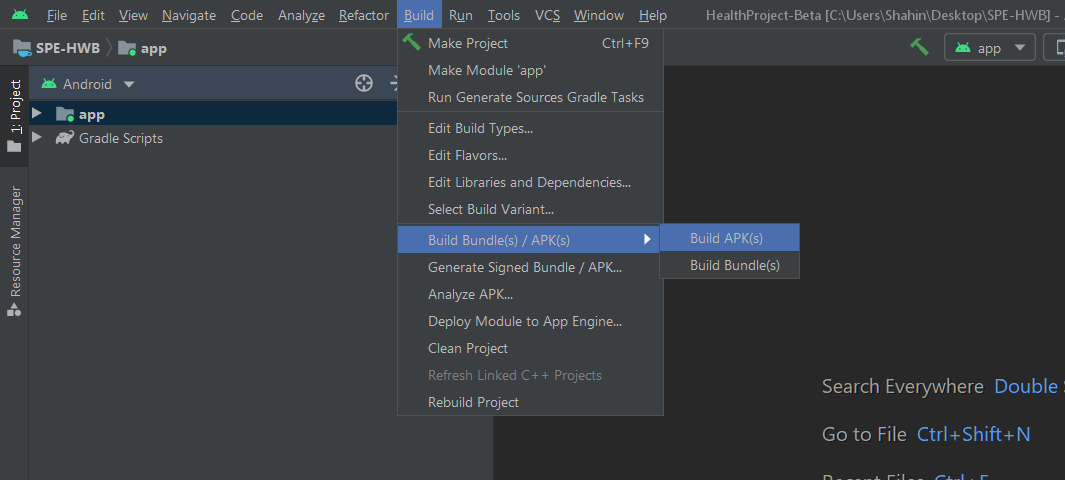 File Edit View Navigate Code Analyze Refactor Build Run Tools VCS Window Help HealthProject-Beta [C:\Users\Shahin\Desktop\SPE-HWB] -
SPE-HWB app
app
1: Project
Resource Manager
Android
app
Gradle Scripts
Make Project Ctrl+F9
Make Module 'app'
Run Generate Sources Gradle Tasks
Edit Build Types...
Edit Flavors...
Edit Libraries and Dependencies...
Select Build Variant...
Build Bundle(s) / APK(s)
Build APK(s)
Build Bundle(s)
Generate Signed Bundle / APK...
Analyze APK...
Deploy Module to App Engine...
Clean Project
Refresh Linked C++ Projects
Rebuild Project
Search Everywhere Double
Go to File Ctrl+Shift+N
Recent Files